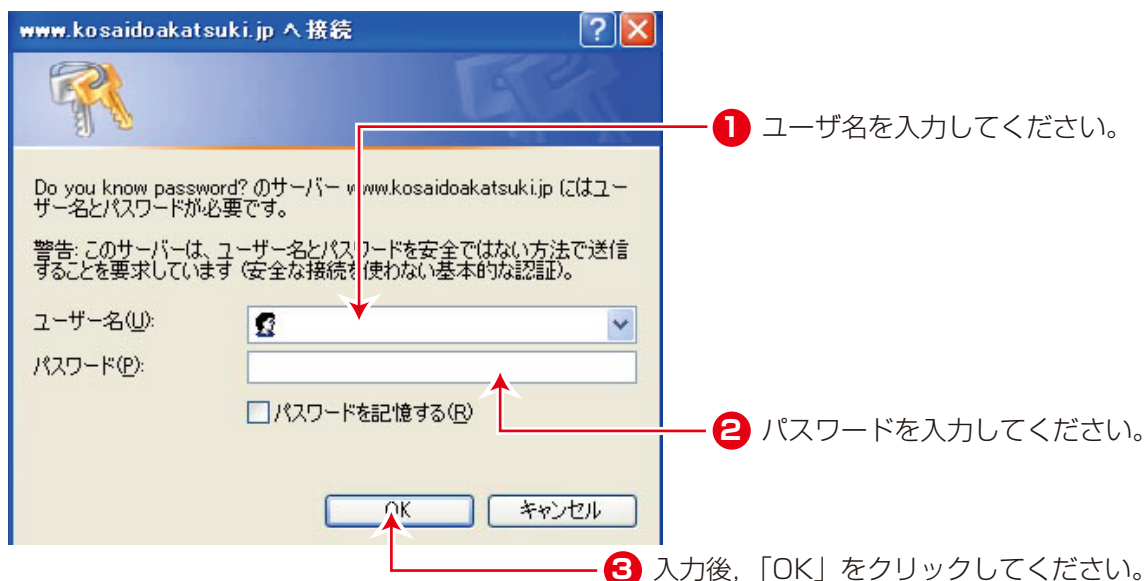 www.kosaidoakatsuki.jp へ接続
❶ ユーザ名を入力してください。
Do you know password? のサーバー www.kosaidoakatsuki.jp にはユー
ザー名とパスワードが必要です。
警告: このサーバーは、ユーザー名とパスワードを安全ではない方法で送信
することを要求しています (安全な接続を使わない基本的な認証)。
ユーザー名(U):
パスワード(P):
パスワードを記憶する(R)
❷ パスワードを入力してください。
OK
キャンセル
❸ 入力後,「OK」をクリックしてください。